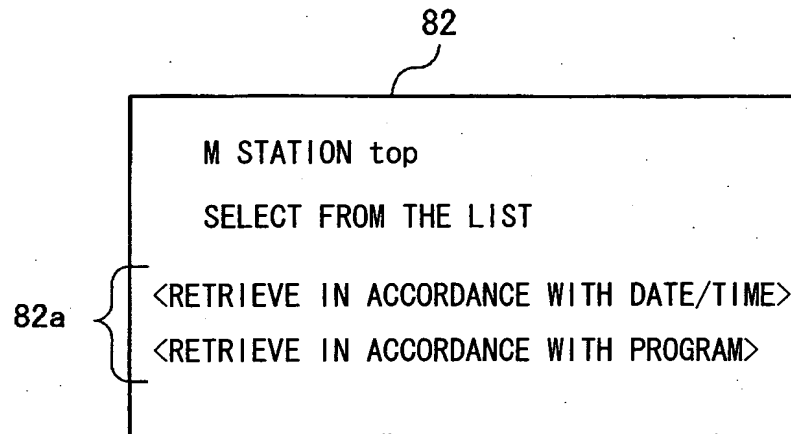 82
M STATION top
SELECT FROM THE LIST
82a
<RETRIEVE IN ACCORDANCE WITH DATE/TIME>
<RETRIEVE IN ACCORDANCE WITH PROGRAM>